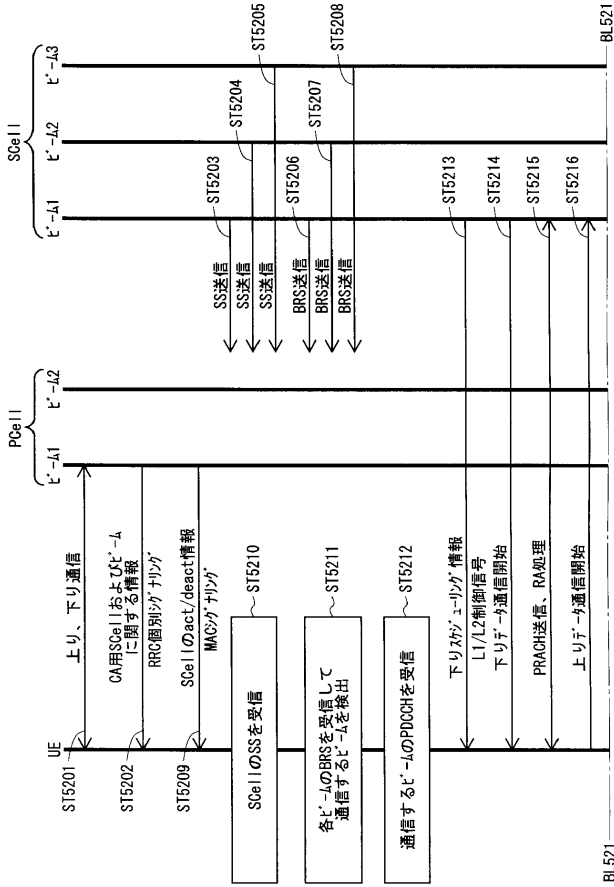 PCell
SCell
UE
ビーム1
ビーム2
ビーム1
ビーム2
ビーム3
ST5201
上り、下り通信
ST5202
CA用SCellおよびビーム
に関する情報
RRC個別シグナリング
ST5203
SS送信
ST5204
SS送信
ST5205
SS送信
ST5209
SCellのact/deact情報
MACシグナリング
ST5206
BRS送信
ST5207
BRS送信
ST5208
BRS送信
SCellのSSを受信
ST5210
各ビームのBRSを受信して
通信するビームを検出
ST5211
通信するビームのPDCCHを受信
ST5212
下りスケジューリング情報
L1/L2制御信号
ST5213
下りデータ通信開始
ST5214
PRACH送信、RA処理
ST5215
上りデータ通信開始
ST5216
BL521
BL521